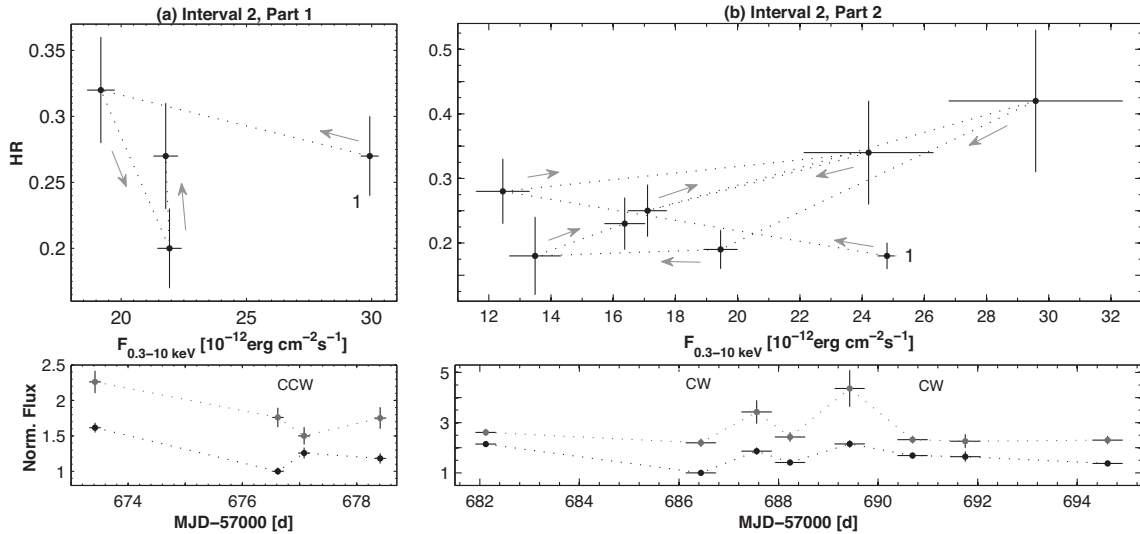 (a) Interval 2, Part 1
(b) Interval 2, Part 2
HR
0.35
0.3
0.25
0.2
1
20 25 30
F0.3−10 keV [10−12erg cm−2s−1]
0.5
0.4
0.3
0.2
1
12 14 16 18 20 22 24 26 28 30 32
F0.3−10 keV [10−12erg cm−2s−1]
Norm. Flux
2.5
2
1.5
1
CCW
674 676 678
MJD−57000 [d]
5
3
1
CW CW
682 684 686 688 690 692 694
MJD−57000 [d]